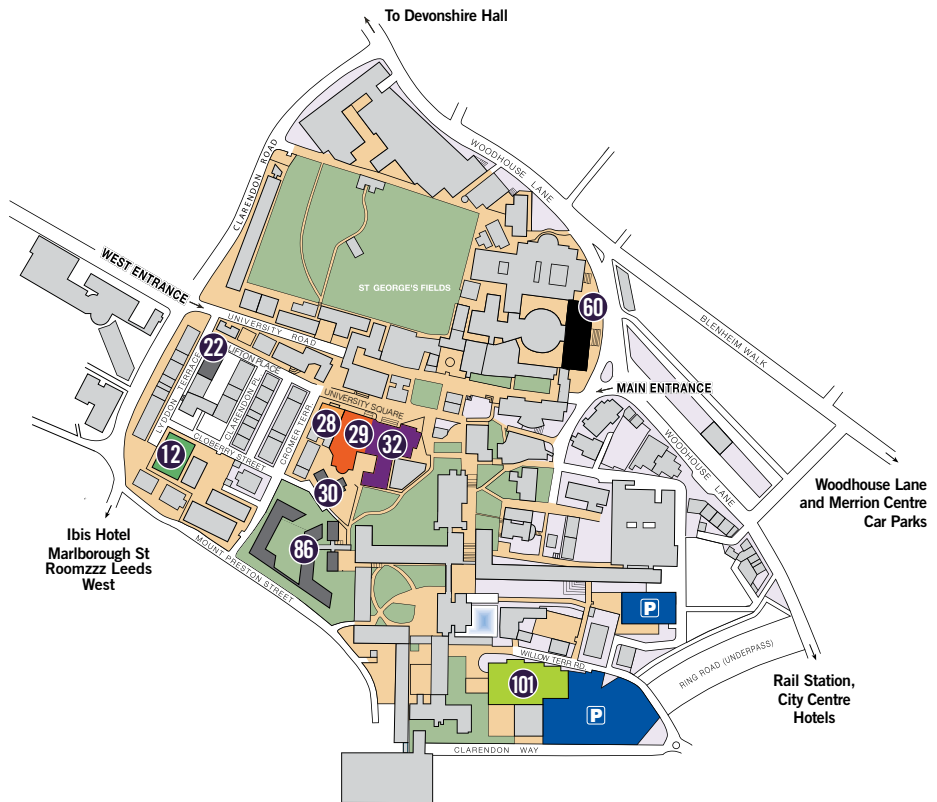 To Devonshire Hall
WOODHOUSE LANE
CLARENDON ROAD
WEST ENTRANCE
ST GEORGE'S FIELDS
60
BLENHEIM WALK
UNIVERSITY ROAD
22
CLIFTON PLACE
LYDDON TERRACE
CLARENDON PL
MAIN ENTRANCE
UNIVERSITY SQUARE
CROMER TERR
28
29
32
CLOBERRY STREET
12
WOODHOUSE LANE
30
Woodhouse Lane
and Merrion Centre
Car Parks
Ibis Hotel
Marlborough St
Roomzzz Leeds
West
86
MOUNT PRESTON STREET
P
WILLOW TERR RD
RING ROAD (UNDERPASS)
101
P
Rail Station,
City Centre
Hotels
CLARENDON WAY